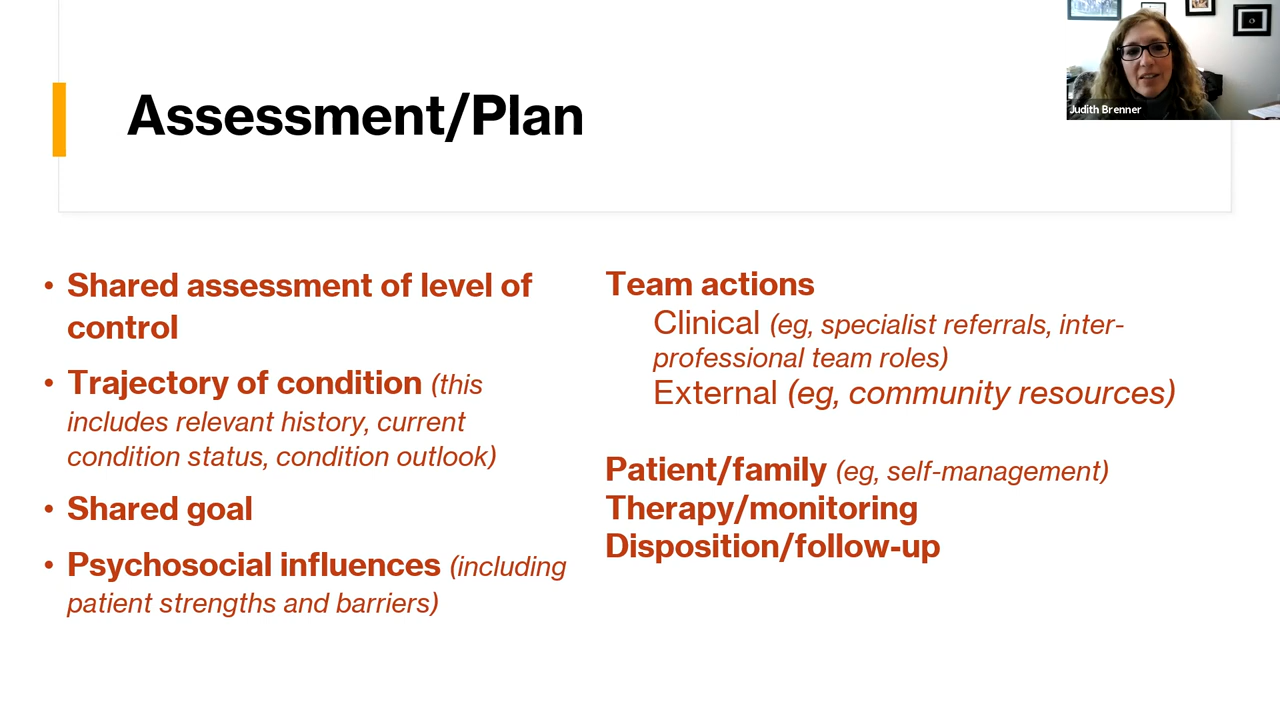 Assessment/Plan
Judith Brenner
• Shared assessment of level of
control
• Trajectory of condition (this
includes relevant history, current
condition status, condition outlook)
• Shared goal
• Psychosocial influences (including
patient strengths and barriers)
Team actions
Clinical (eg, specialist referrals, inter-
professional team roles)
External (eg, community resources)
Patient/family (eg, self-management)
Therapy/monitoring
Disposition/follow-up